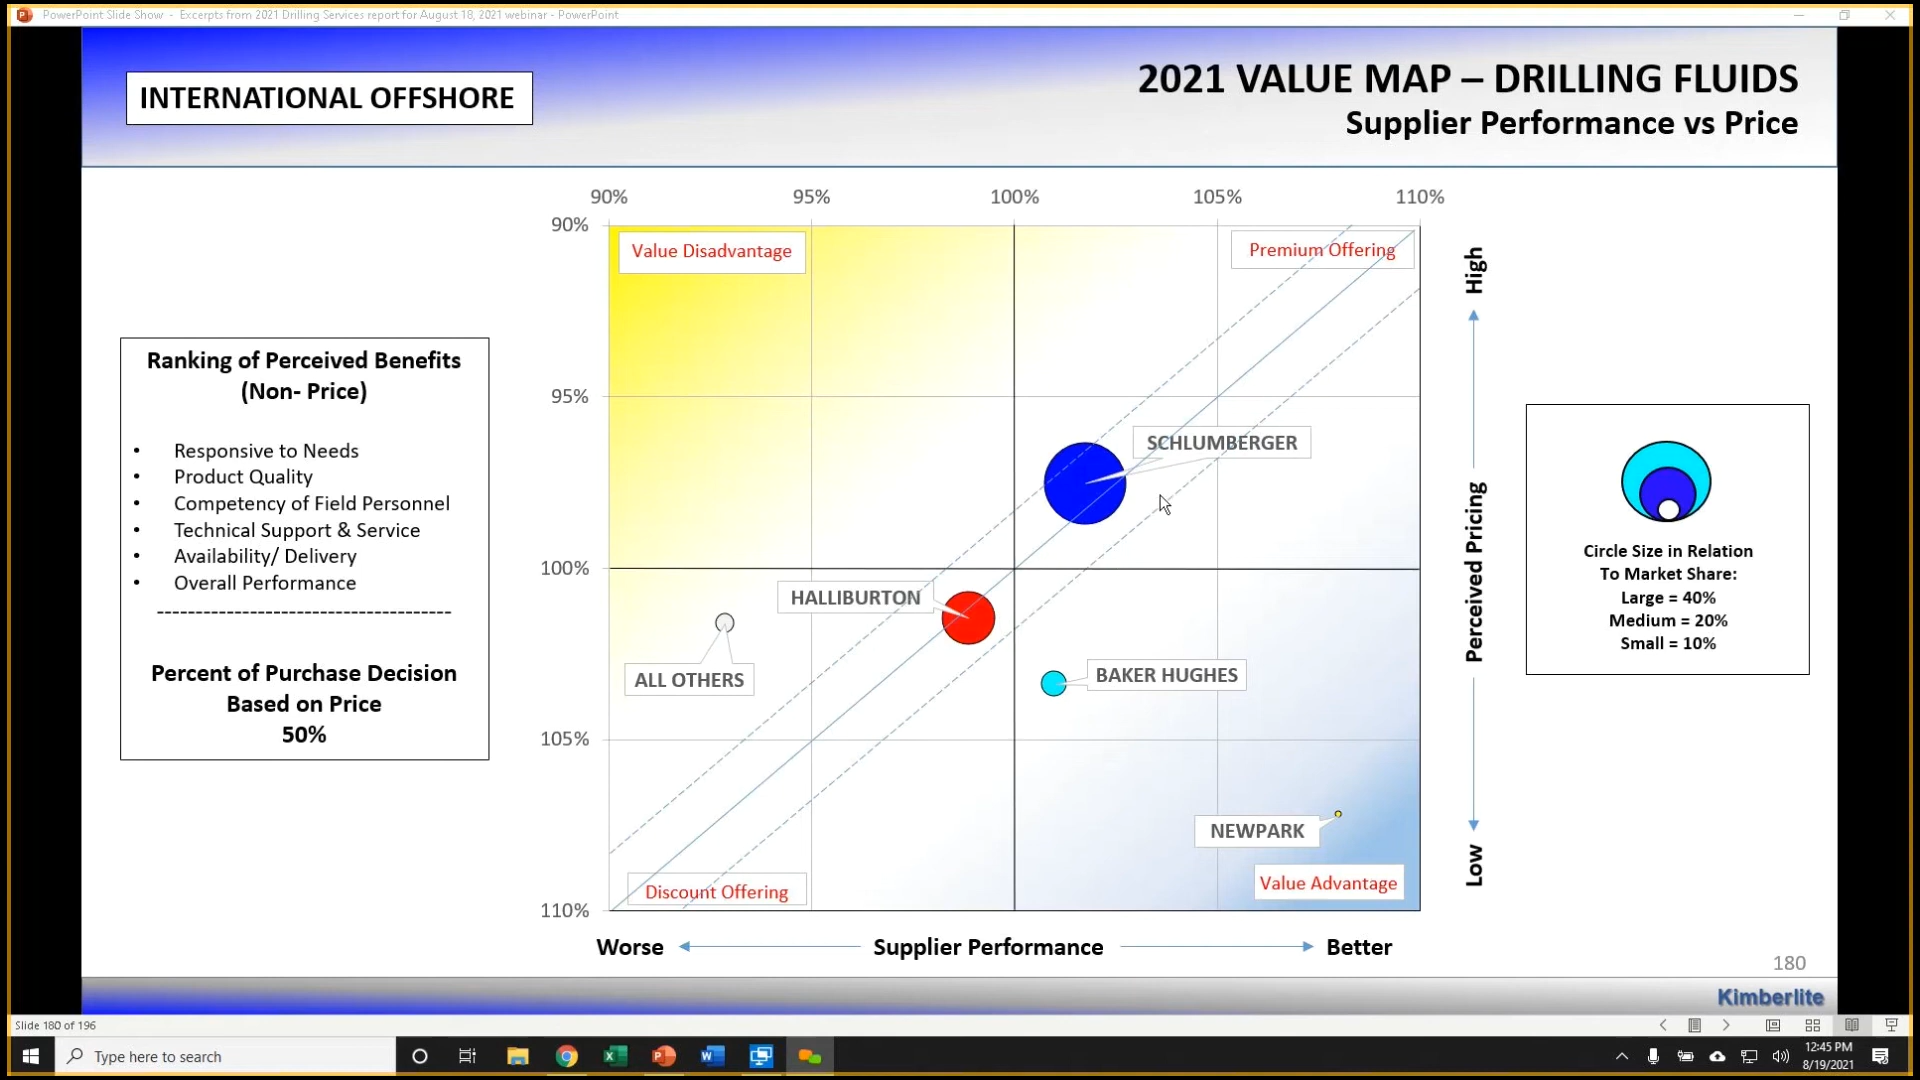 PowerPoint Slide Show - Excerpts from 2021 Drilling Services report for August 18, 2021 webinar - PowerPoint
INTERNATIONAL OFFSHORE
2021 VALUE MAP – DRILLING FLUIDS
Supplier Performance vs Price
90% 95% 100% 105% 110%
90%
Value Disadvantage
Premium Offering
High
Ranking of Perceived Benefits
(Non- Price)
• Responsive to Needs
• Product Quality
• Competency of Field Personnel
• Technical Support & Service
• Availability/ Delivery
• Overall Performance
-------------------------------------
Percent of Purchase Decision
Based on Price
50%
95%
SCHLUMBERGER
100%
HALLIBURTON
ALL OTHERS
BAKER HUGHES
105%
NEWPARK
Value Advantage
Discount Offering
110%
Perceived Pricing
Low
Circle Size in Relation
To Market Share:
Large = 40%
Medium = 20%
Small = 10%
Worse Supplier Performance Better
180
Kimberlite
Slide 180 of 196
Type here to search
12:45 PM
8/19/2021